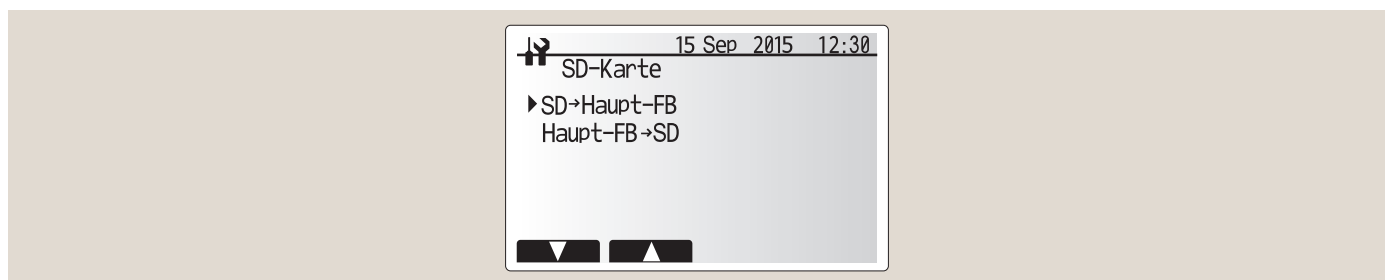 15 Sep 2015 12:30
SD-Karte
SD→Haupt-FB
Haupt-FB→SD